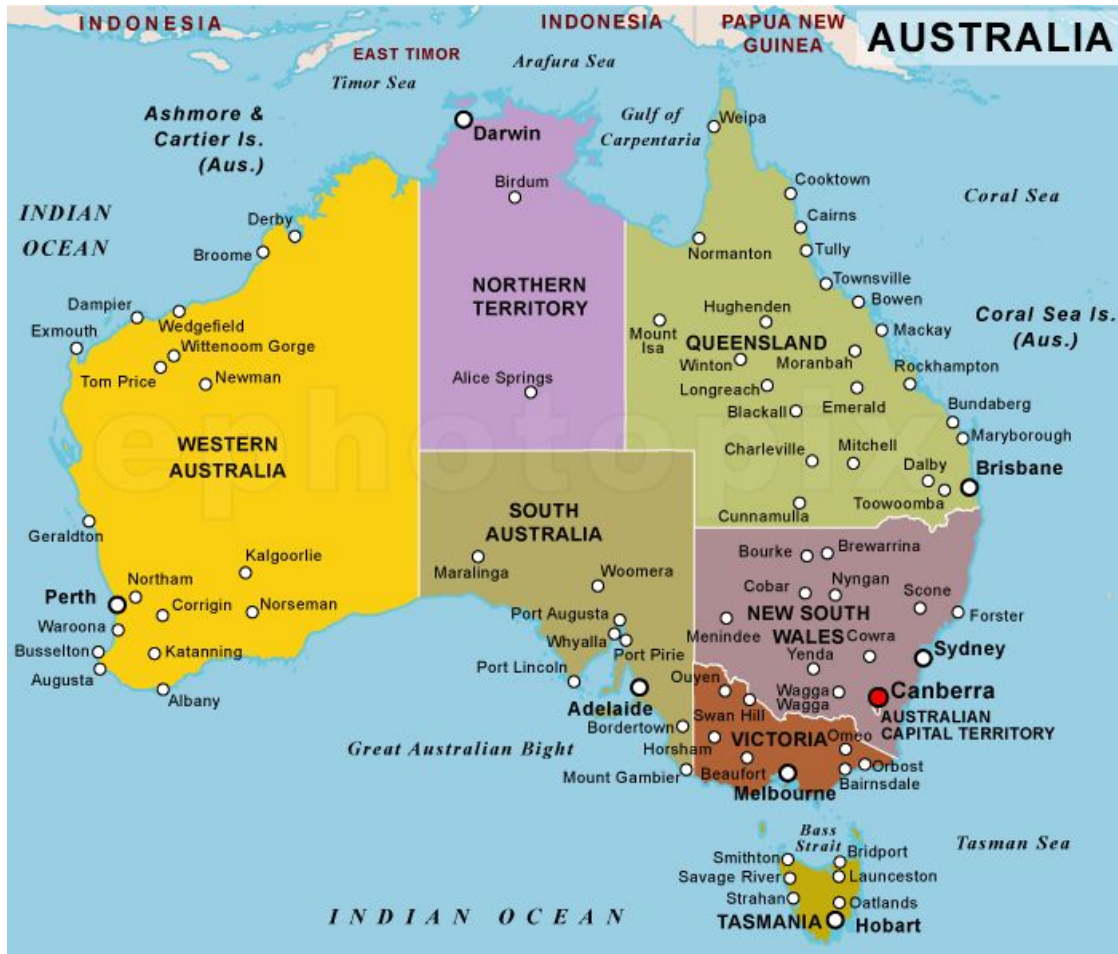 INDONESIA
INDONESIA
PAPUA NEW
GUINEA
AUSTRALIA
EAST TIMOR
Arafura Sea
Timor Sea
Ashmore &
Cartier Is.
(Aus.)
Gulf of
Carpentaria
Weipa
Darwin
Birdum
Cooktown
Coral Sea
INDIAN
OCEAN
Derby
Broome
Cairns
Tully
Normanton
Townsville
NORTHERN
TERRITORY
Dampier
Exmouth
Wedgefield
Wittenoom Gorge
Tom Price
Newman
Hughenden
Bowen
Mount
Isa
QUEENSLAND
Mackay
Coral Sea Is.
(Aus.)
Winton
Moranbah
Rockhampton
Alice Springs
Longreach
Blackall
Emerald
Bundaberg
Maryborough
ephotopix
WESTERN
AUSTRALIA
Charleville
Mitchell
Dalby
Brisbane
Toowoomba
Cunnamulla
SOUTH
AUSTRALIA
Geraldton
Kalgoorlie
Maralinga
Woomera
Bourke
Brewarrina
Northam
Perth
Corrigin
Norseman
Cobar
Nyngan
Scone
Port Augusta
NEW SOUTH
WALES
Forster
Waroona
Whyalla
Menindee
Cowra
Busselton
Katanning
Port Pirie
Yenda
Sydney
Augusta
Port Lincoln
Ouyen
Albany
Wagga
Wagga
Canberra
Adelaide
Swan Hill
AUSTRALIAN
CAPITAL TERRITORY
Bordertown
VICTORIA
Omeo
Great Australian Bight
Horsham
Orbost
Mount Gambier
Beaufort
Bairnsdale
Melbourne
Bass
Strait
Tasman Sea
Smithton
Bridport
Savage River
Launceston
Strahan
Oatlands
INDIAN OCEAN
TASMANIA
Hobart